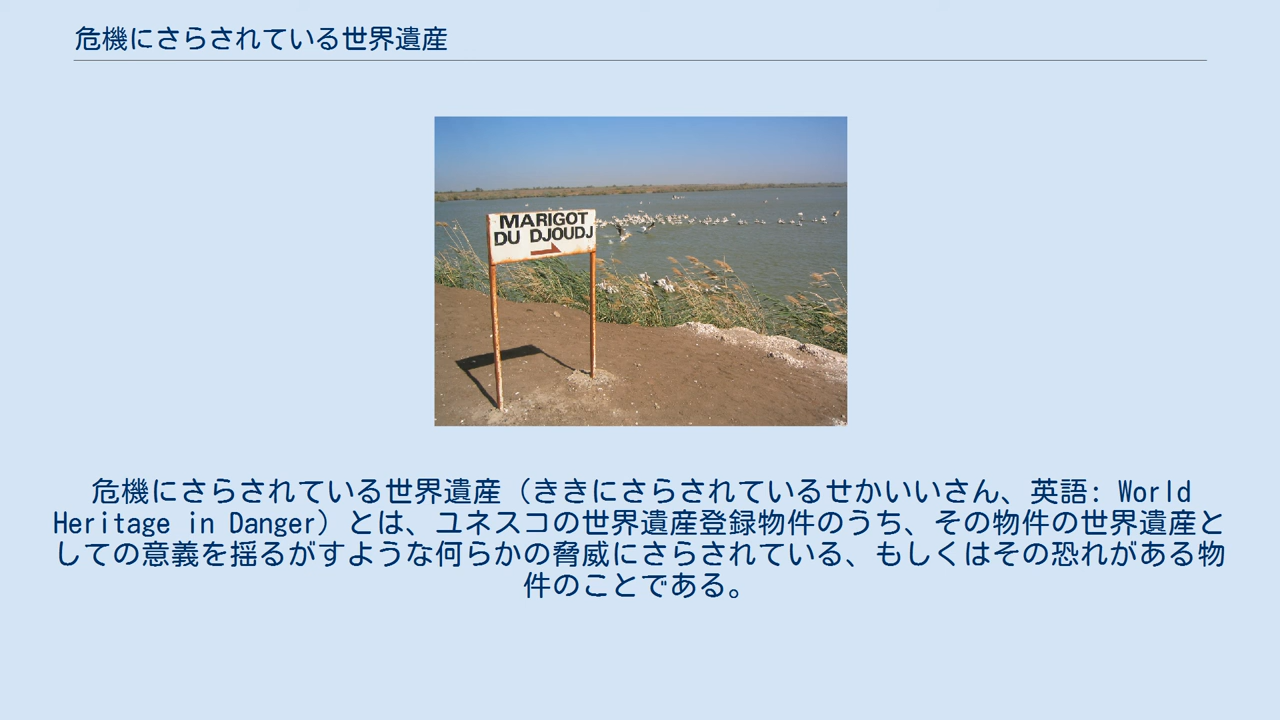 危機にさらされている世界遺産
MARIGOT
DU DJOUDJ
危機にさらされている世界遺産（ききにさらされているせかいいさん、英語: World
Heritage in Danger）とは、ユネスコの世界遺産登録物件のうち、その物件の世界遺産と
しての意義を揺るがすような何らかの脅威にさらされている、もしくはその恐れがある物
件のことである。